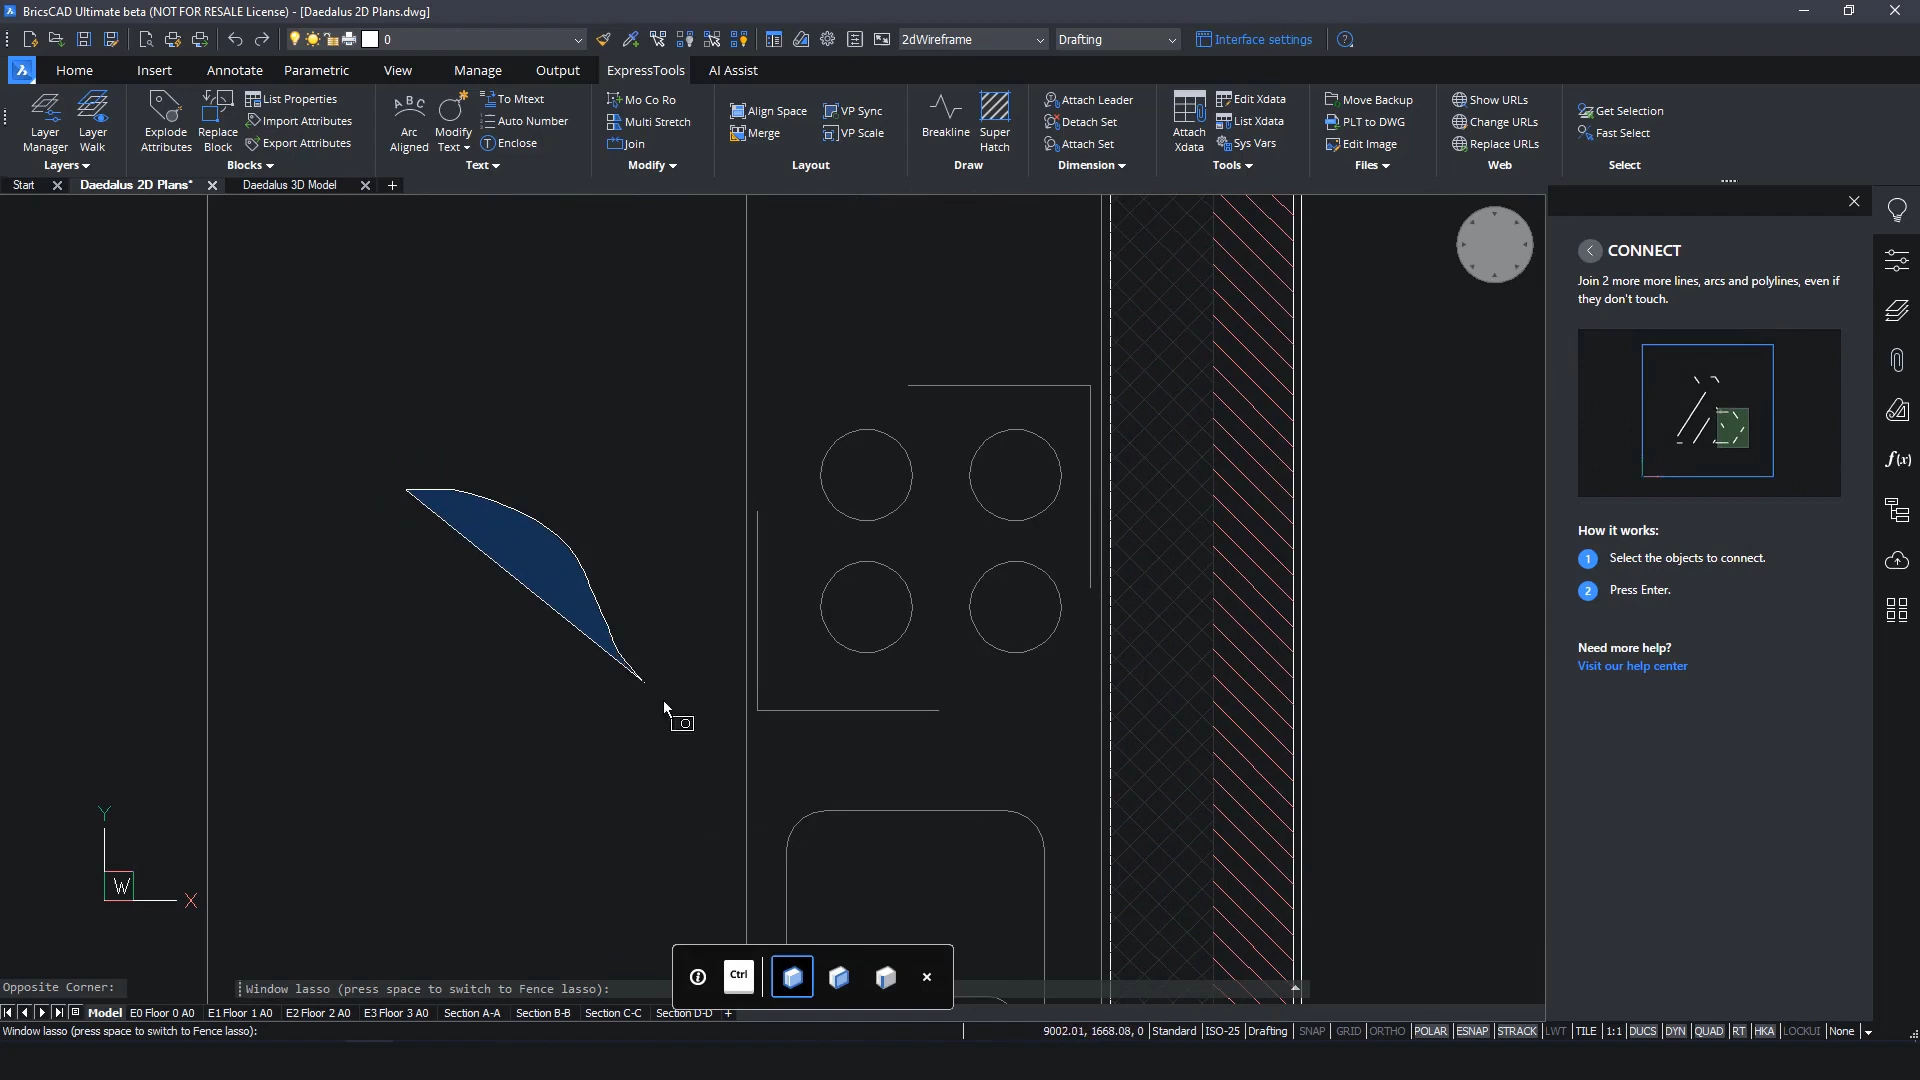 BricsCAD Ultimate beta (NOT FOR RESALE License) - [Daedalus 2D Plans.dwg]
0
2dWireframe
Drafting
Interface settings
Home
Insert
Annotate
Parametric
View
Manage
Output
ExpressTools
AI Assist
Layer Manager
Layer Walk
Layers
Explode Attributes
Replace Block
List Properties
Import Attributes
Export Attributes
Blocks
ABC
Arc Aligned
Modify Text
To Mtext
Auto Number
Enclose
Text
Mo Co Ro
Multi Stretch
Join
Modify
Align Space
Merge
VP Sync
VP Scale
Layout
Breakline
Super Hatch
Draw
Attach Leader
Detach Set
Attach Set
Dimension
Attach Xdata
Edit Xdata
List Xdata
Sys Vars
Tools
Move Backup
PLT to DWG
Edit Image
Files
Show URLs
Change URLs
Replace URLs
Web
Get Selection
Fast Select
Select
Start
Daedalus 2D Plans*
Daedalus 3D Model
CONNECT
Join 2 more more lines, arcs and polylines, even if
they don't touch.
f(x)
How it works:
1 Select the objects to connect.
2 Press Enter.
Need more help?
Visit our help center
Y
W
X
Ctrl
Opposite Corner:
Window lasso (press space to switch to Fence lasso):
Model
E0 Floor 0 A0
E1 Floor 1 A0
E2 Floor 2 A0
E3 Floor 3 A0
Section A-A
Section B-B
Section C-C
Section D-D
+
Window lasso (press space to switch to Fence lasso):
9002.01, 1668.08, 0
Standard
ISO-25
Drafting
SNAP
GRID
ORTHO
POLAR
ESNAP
STRACK
LWT
TILE
1:1
DUCS
DYN
QUAD
RT
HKA
LOCKUI
None